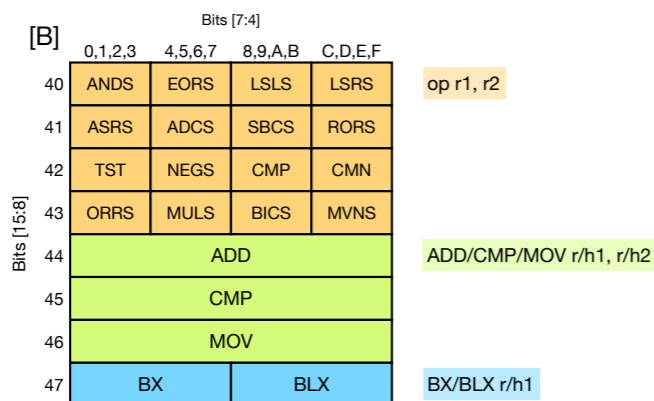 Bits [7:4]
[B]
0,1,2,3 4,5,6,7 8,9,A,B C,D,E,F
40 ANDS EORS LSLS LSRS op r1, r2
41 ASRS ADCS SBCS RORS
42 TST NEGS CMP CMN
43 ORRS MULS BICS MVNS
Bits [15:8]
44 ADD ADD/CMP/MOV r/h1, r/h2
45 CMP
46 MOV
47 BX BLX BX/BLX r/h1